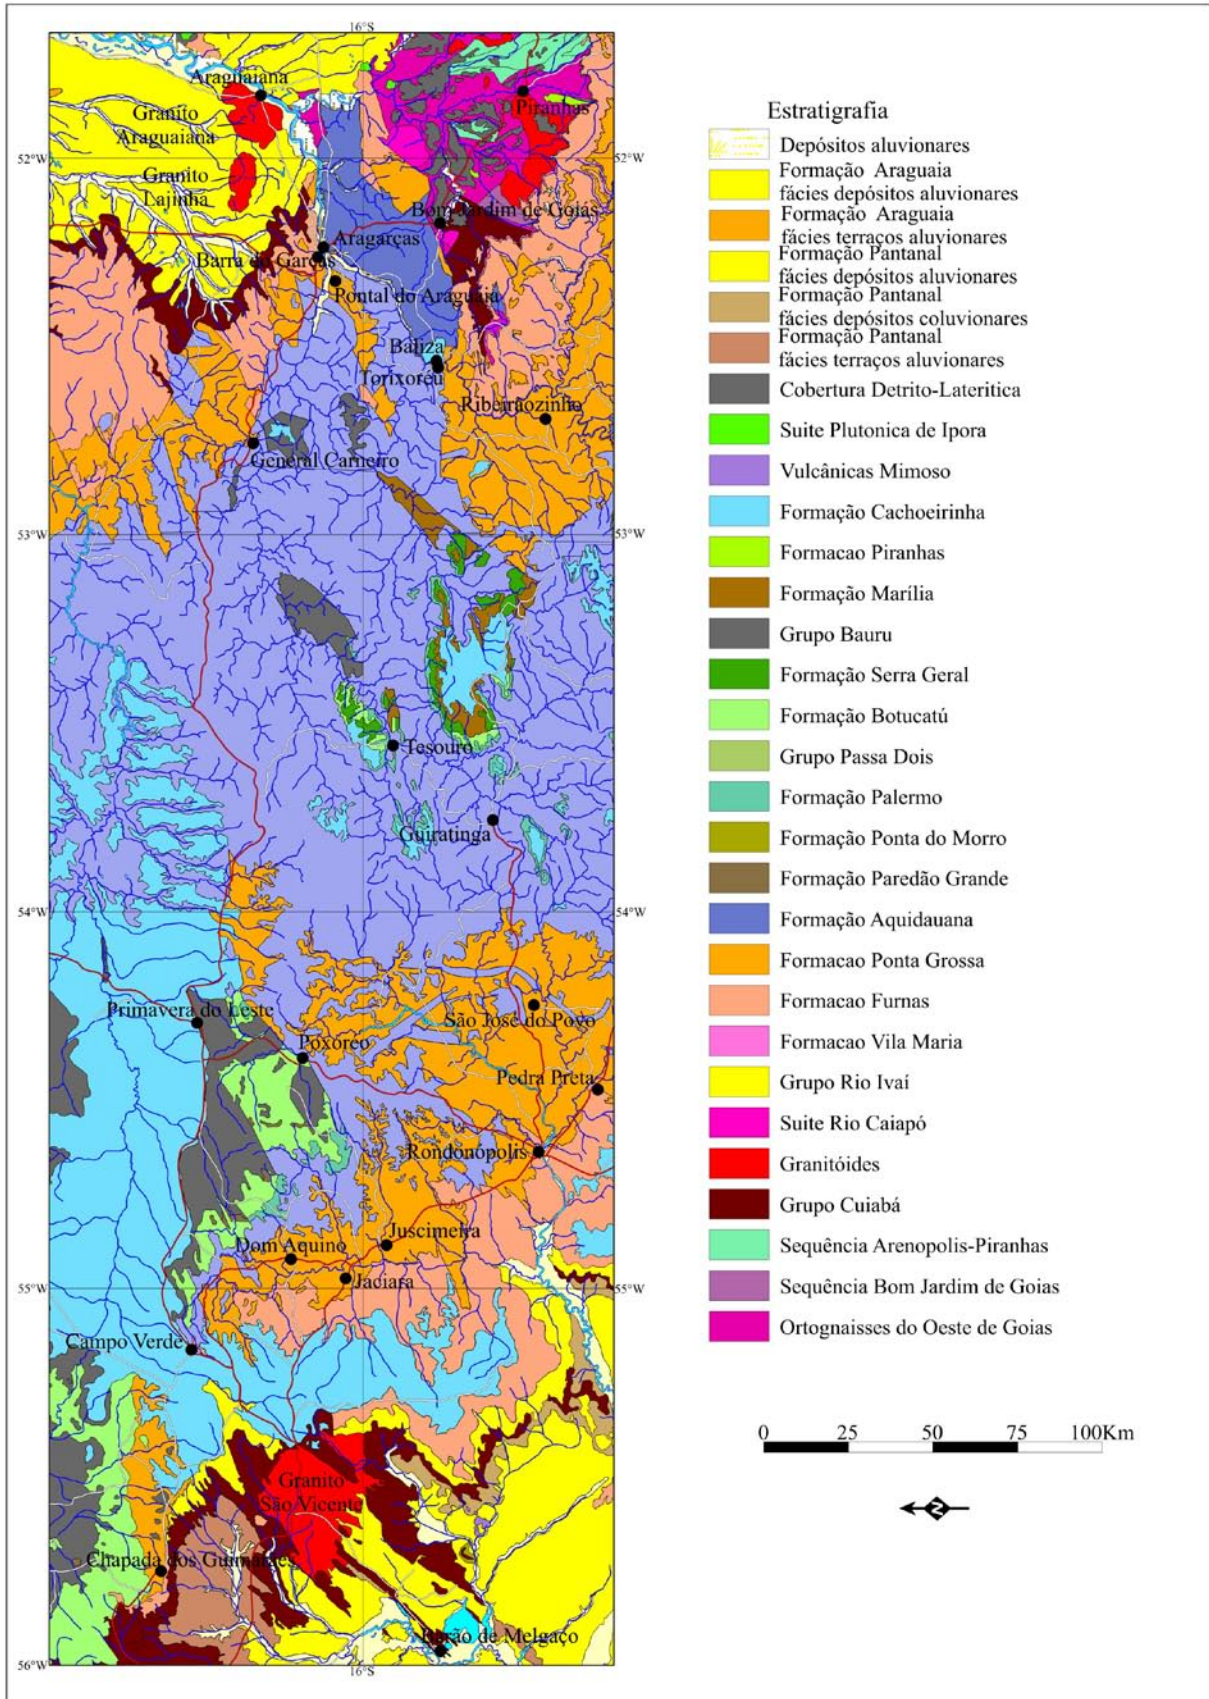 16°S
Araguaiana
Granito
Araguaiana
Piranhas
52°W
52°W
Granito
Lajinha
Bom Jardim de Goiás
Aragarças
Barra do Garças
Pontal do Araguaia
Baliza
Torixoréu
Ribeirãozinho
General Carneiro
53°W
53°W
Tesouro
Guiratinga
54°W
54°W
Primavera do Leste
São José do Povo
Poxoréo
Pedra Preta
Rondonópolis
Juscimeira
Dom Aquino
Jaciara
55°W
55°W
Campo Verde
Granito
São Vicente
Chapada dos Guimarães
Barão de Melgaço
56°W
56°W
16°S
Estratigrafia
Depósitos aluvionares
Formação Araguaia
fácies depósitos aluvionares
Formação Araguaia
fácies terraços aluvionares
Formação Pantanal
fácies depósitos aluvionares
Formação Pantanal
fácies depósitos coluvionares
Formação Pantanal
fácies terraços aluvionares
Cobertura Detrito-Lateritica
Suite Plutonica de Ipora
Vulcânicas Mimoso
Formação Cachoeirinha
Formacao Piranhas
Formação Marília
Grupo Bauru
Formação Serra Geral
Formação Botucatú
Grupo Passa Dois
Formação Palermo
Formação Ponta do Morro
Formação Paredão Grande
Formação Aquidauana
Formacao Ponta Grossa
Formacao Furnas
Formacao Vila Maria
Grupo Rio Ivaí
Suite Rio Caiapó
Granitóides
Grupo Cuiabá
Sequência Arenopolis-Piranhas
Sequência Bom Jardim de Goias
Ortognaisses do Oeste de Goias
0 25 50 75 100Km
N